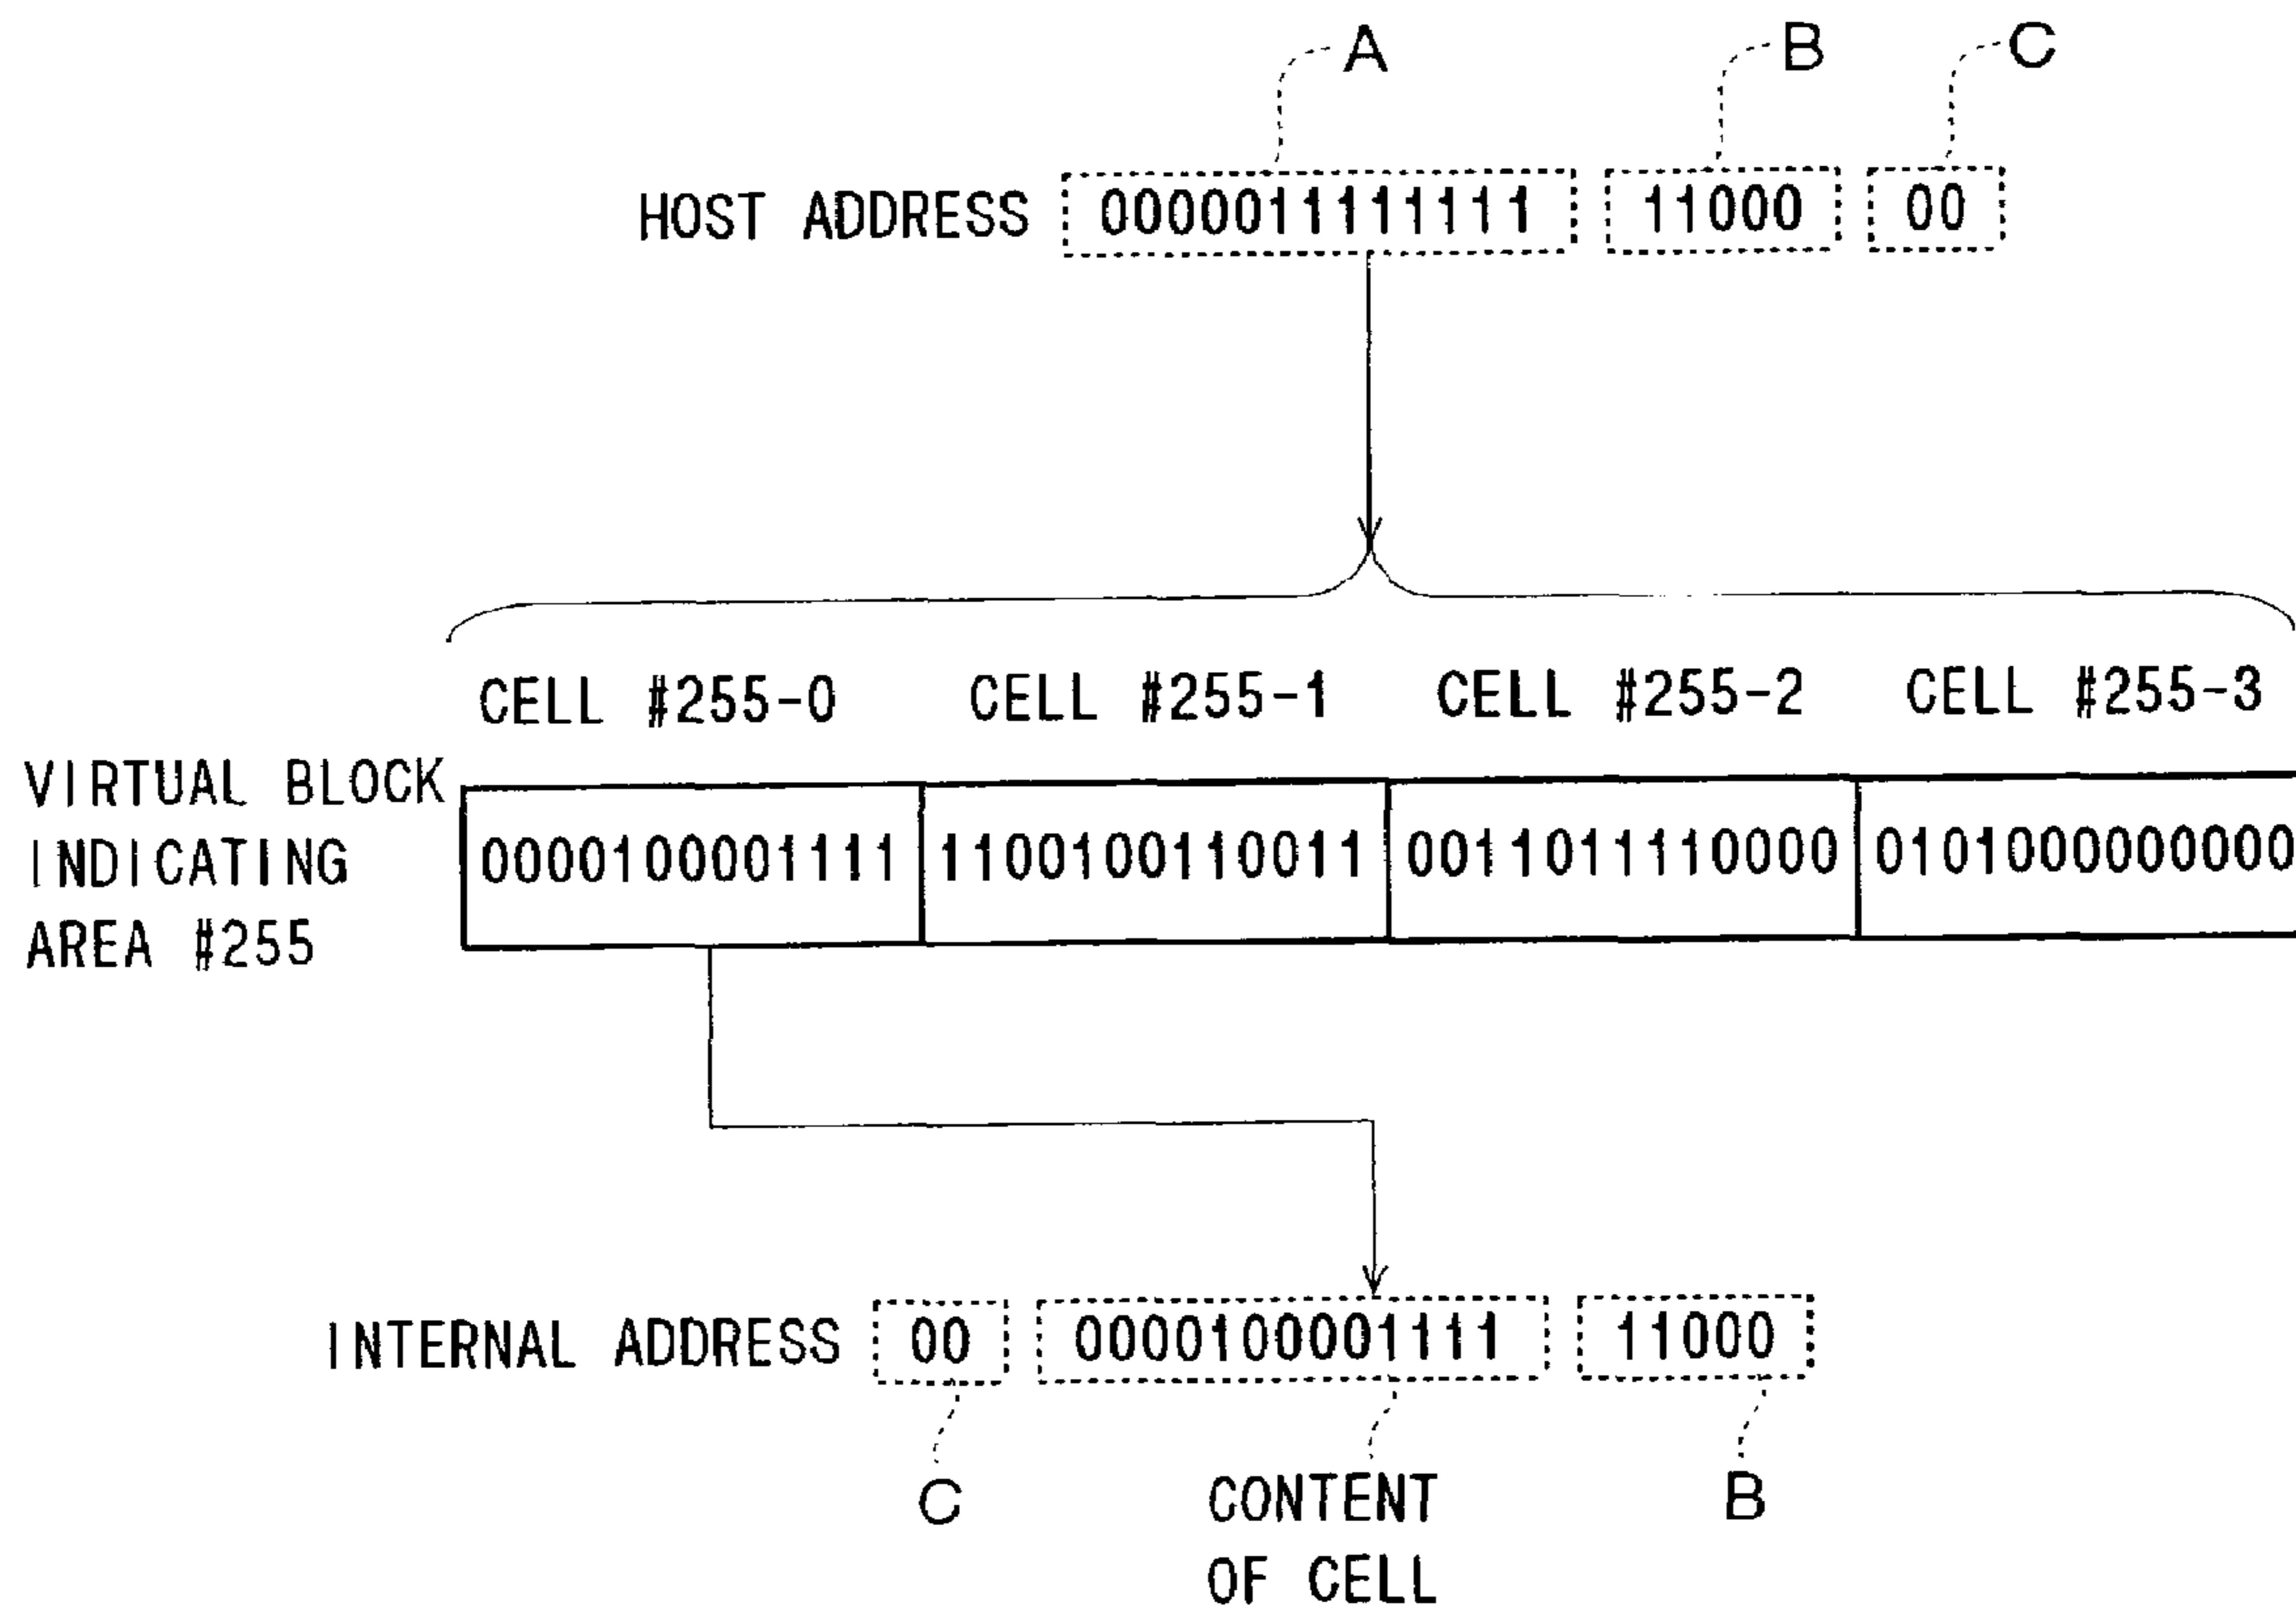 A B C
HOST ADDRESS 0000011111111 11000 00
CELL #255-0 CELL #255-1 CELL #255-2 CELL #255-3
VIRTUAL BLOCK
INDICATING
AREA #255
0000100001111 1100100110011 0011011110000 0101000000000
INTERNAL ADDRESS 00 0000100001111 11000
C CONTENT B
OF CELL